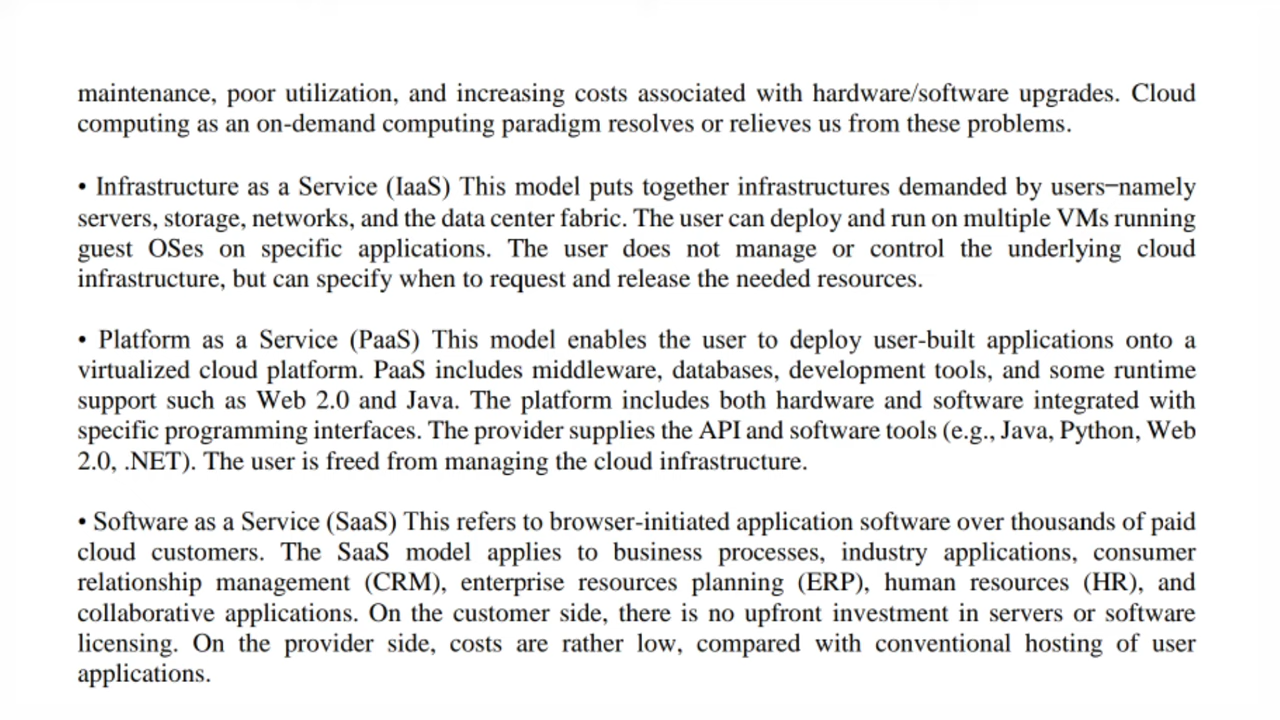 maintenance, poor utilization, and increasing costs associated with hardware/software upgrades. Cloud
computing as an on-demand computing paradigm resolves or relieves us from these problems.
• Infrastructure as a Service (IaaS) This model puts together infrastructures demanded by users–namely
servers, storage, networks, and the data center fabric. The user can deploy and run on multiple VMs running
guest OSes on specific applications. The user does not manage or control the underlying cloud
infrastructure, but can specify when to request and release the needed resources.
• Platform as a Service (PaaS) This model enables the user to deploy user-built applications onto a
virtualized cloud platform. PaaS includes middleware, databases, development tools, and some runtime
support such as Web 2.0 and Java. The platform includes both hardware and software integrated with
specific programming interfaces. The provider supplies the API and software tools (e.g., Java, Python, Web
2.0, .NET). The user is freed from managing the cloud infrastructure.
• Software as a Service (SaaS) This refers to browser-initiated application software over thousands of paid
cloud customers. The SaaS model applies to business processes, industry applications, consumer
relationship management (CRM), enterprise resources planning (ERP), human resources (HR), and
collaborative applications. On the customer side, there is no upfront investment in servers or software
licensing. On the provider side, costs are rather low, compared with conventional hosting of user
applications.